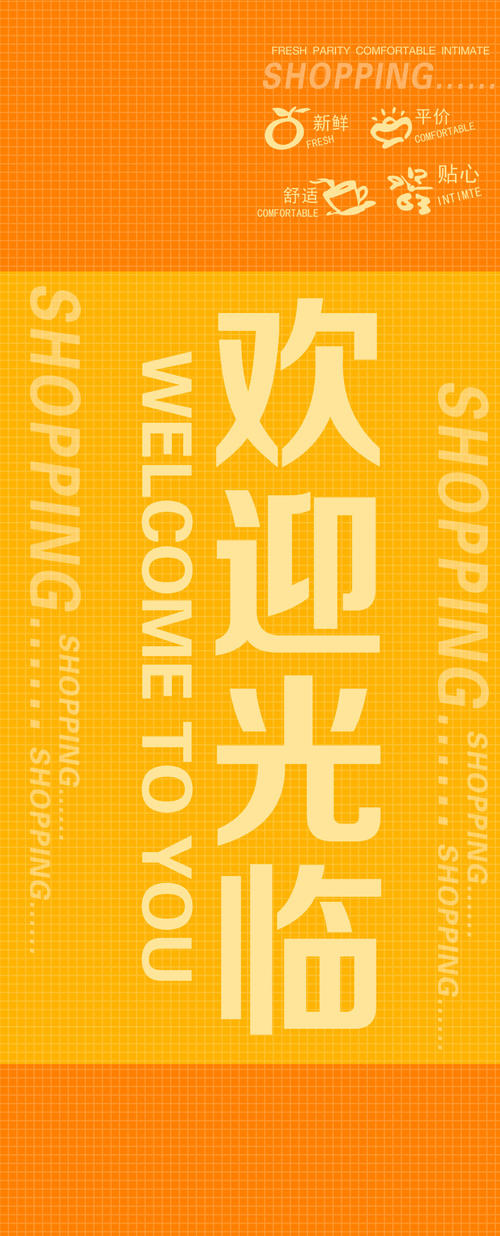 FRESH PARITY COMFORTABLE INTIMATE
SHOPPING......
新鲜
FRESH
平价
COMFORTABLE
舒适
COMFORTABLE
贴心
INTIMTE
欢迎光临
WELCOME TO YOU
SHOPPING......
SHOPPING......
SHOPPING......
SHOPPING......
SHOPPING......
SHOPPING......